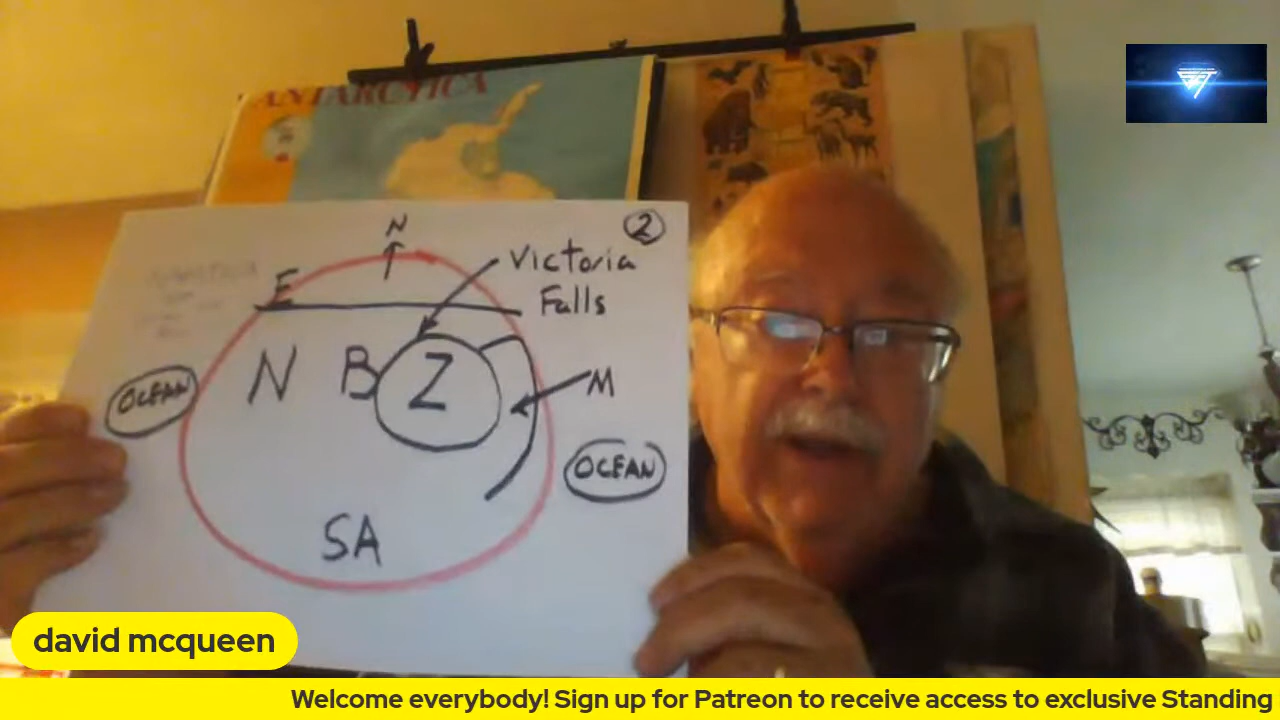 ANTARCTICA
2
N
Victoria
Falls
E
N B Z
M
OCEAN
OCEAN
SA
david mcqueen
Welcome everybody! Sign up for Patreon to receive access to exclusive Standing